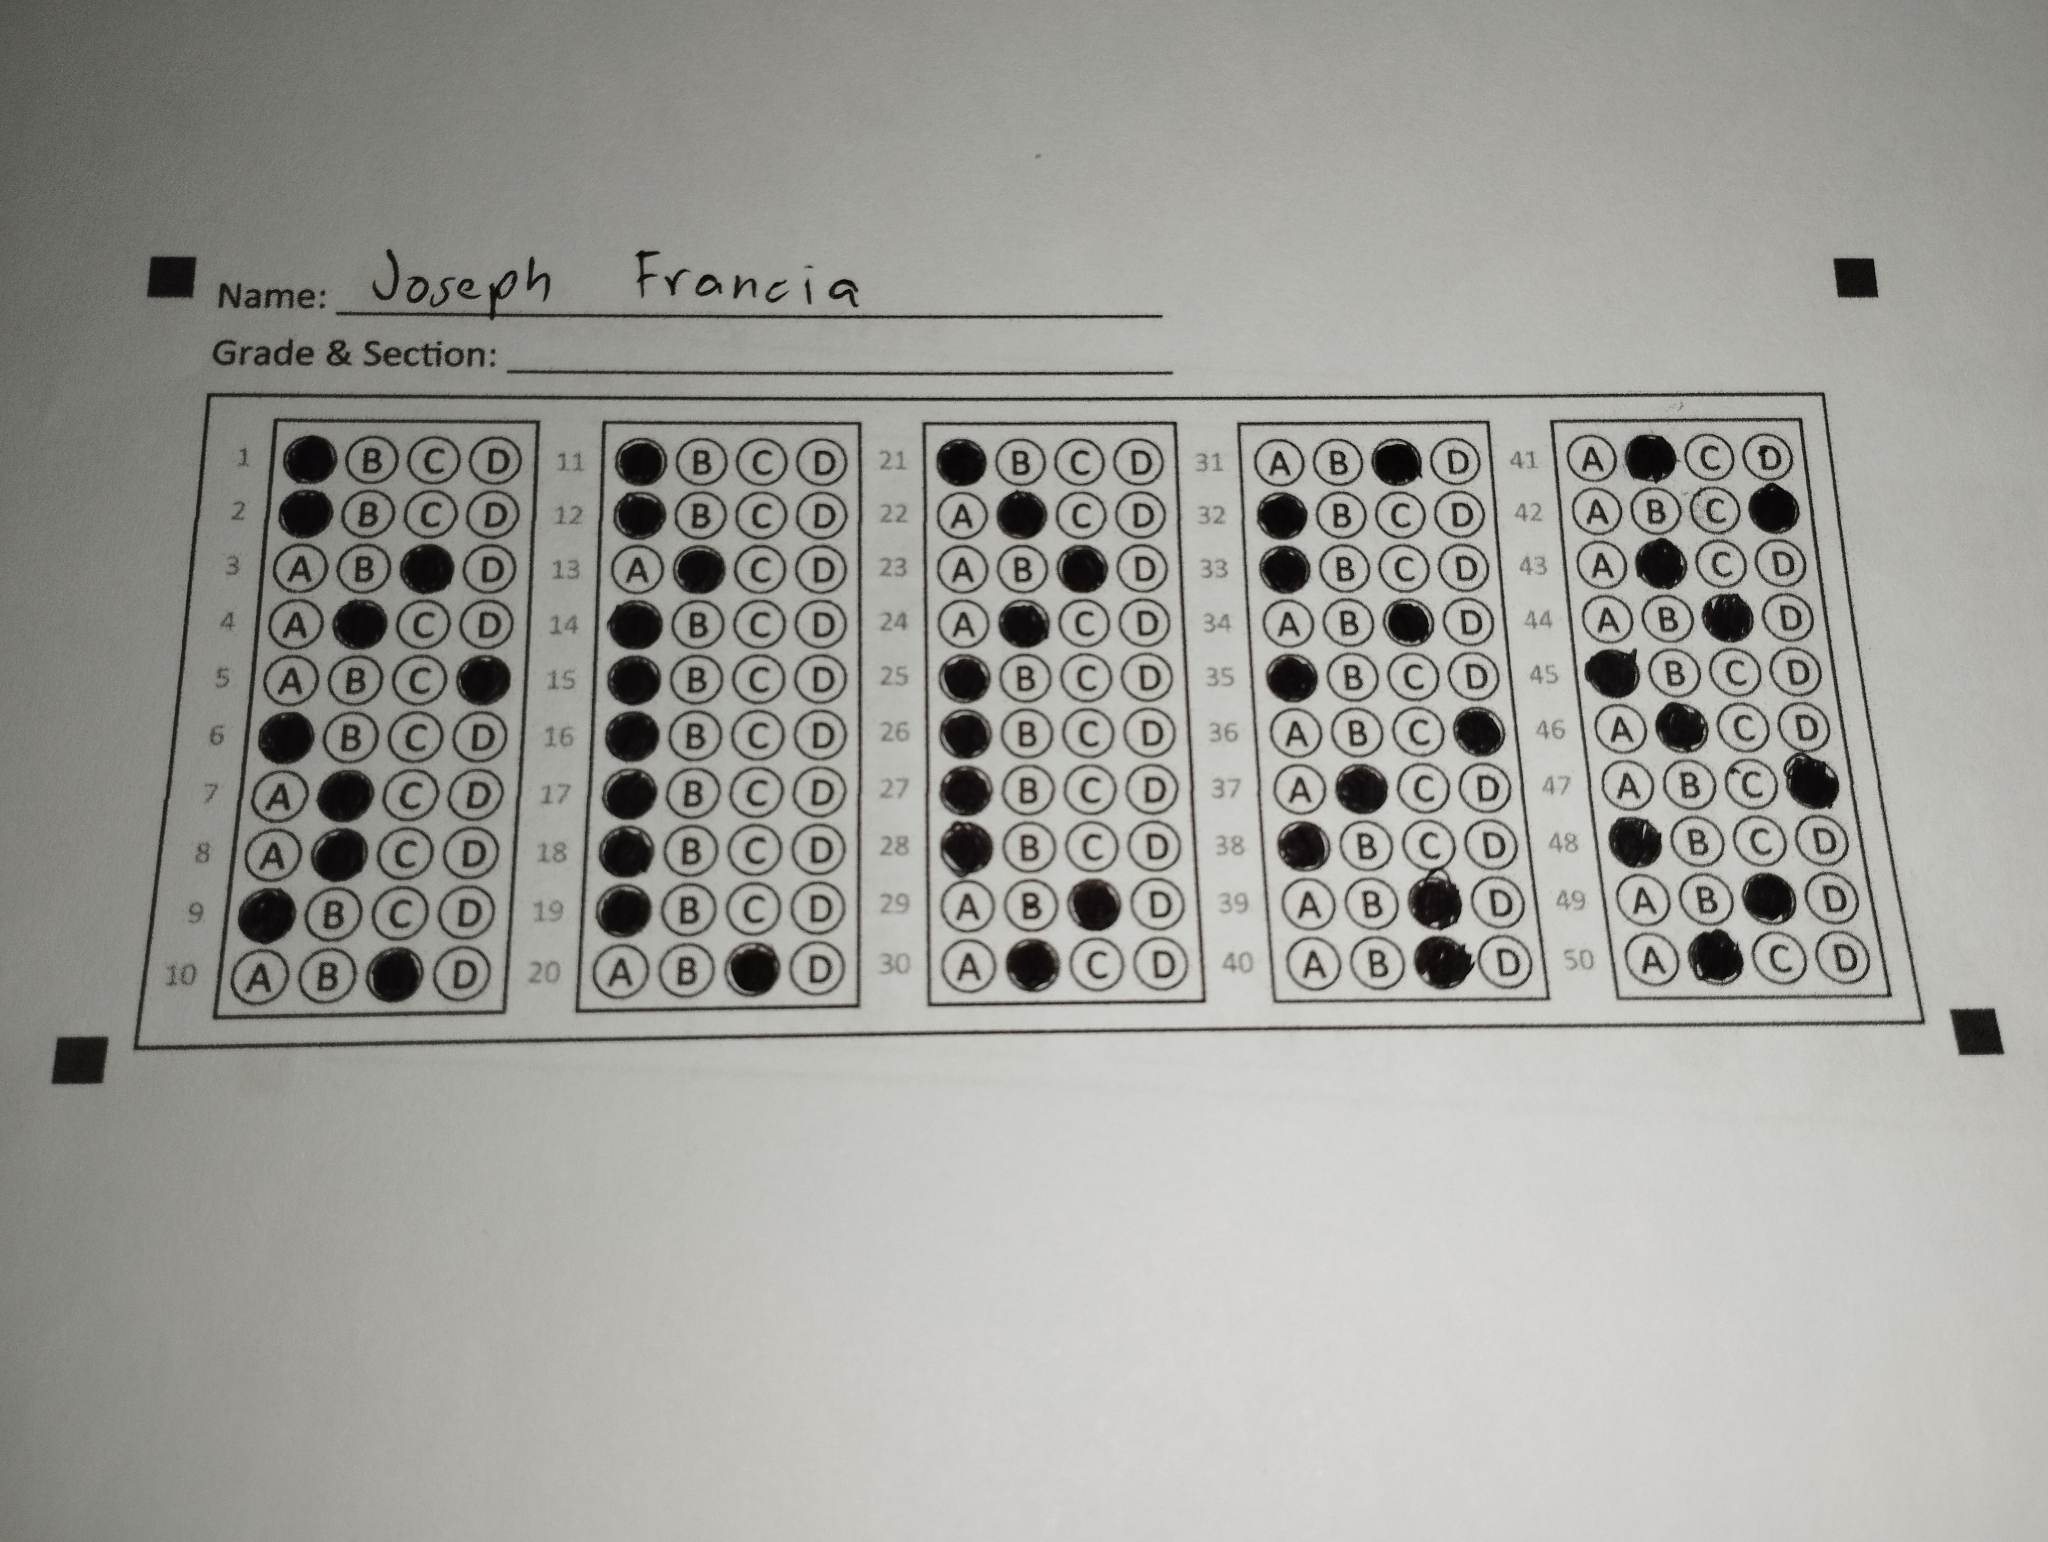 Name: Joseph Francia
Grade & Section:
1 B C D 11 B C D 21 B C D 31 A B D 41 A C D
2 B C D 12 B C D 22 A C D 32 B C D 42 A B C
3 A B D 13 A C D 23 A B D 33 B C D 43 A C D
4 A C D 14 B C D 24 A C D 34 A B D 44 A B D
5 A B C 15 B C D 25 B C D 35 B C D 45 B C D
6 B C D 16 B C D 26 B C D 36 A B C 46 A C D
7 A C D 17 B C D 27 B C D 37 A C D 47 A B C
8 A C D 18 B C D 28 B C D 38 B C D 48 B C D
9 B C D 19 B C D 29 A B D 39 A B D 49 A B D
10 A B D 20 A B D 30 A C D 40 A B D 50 A C D